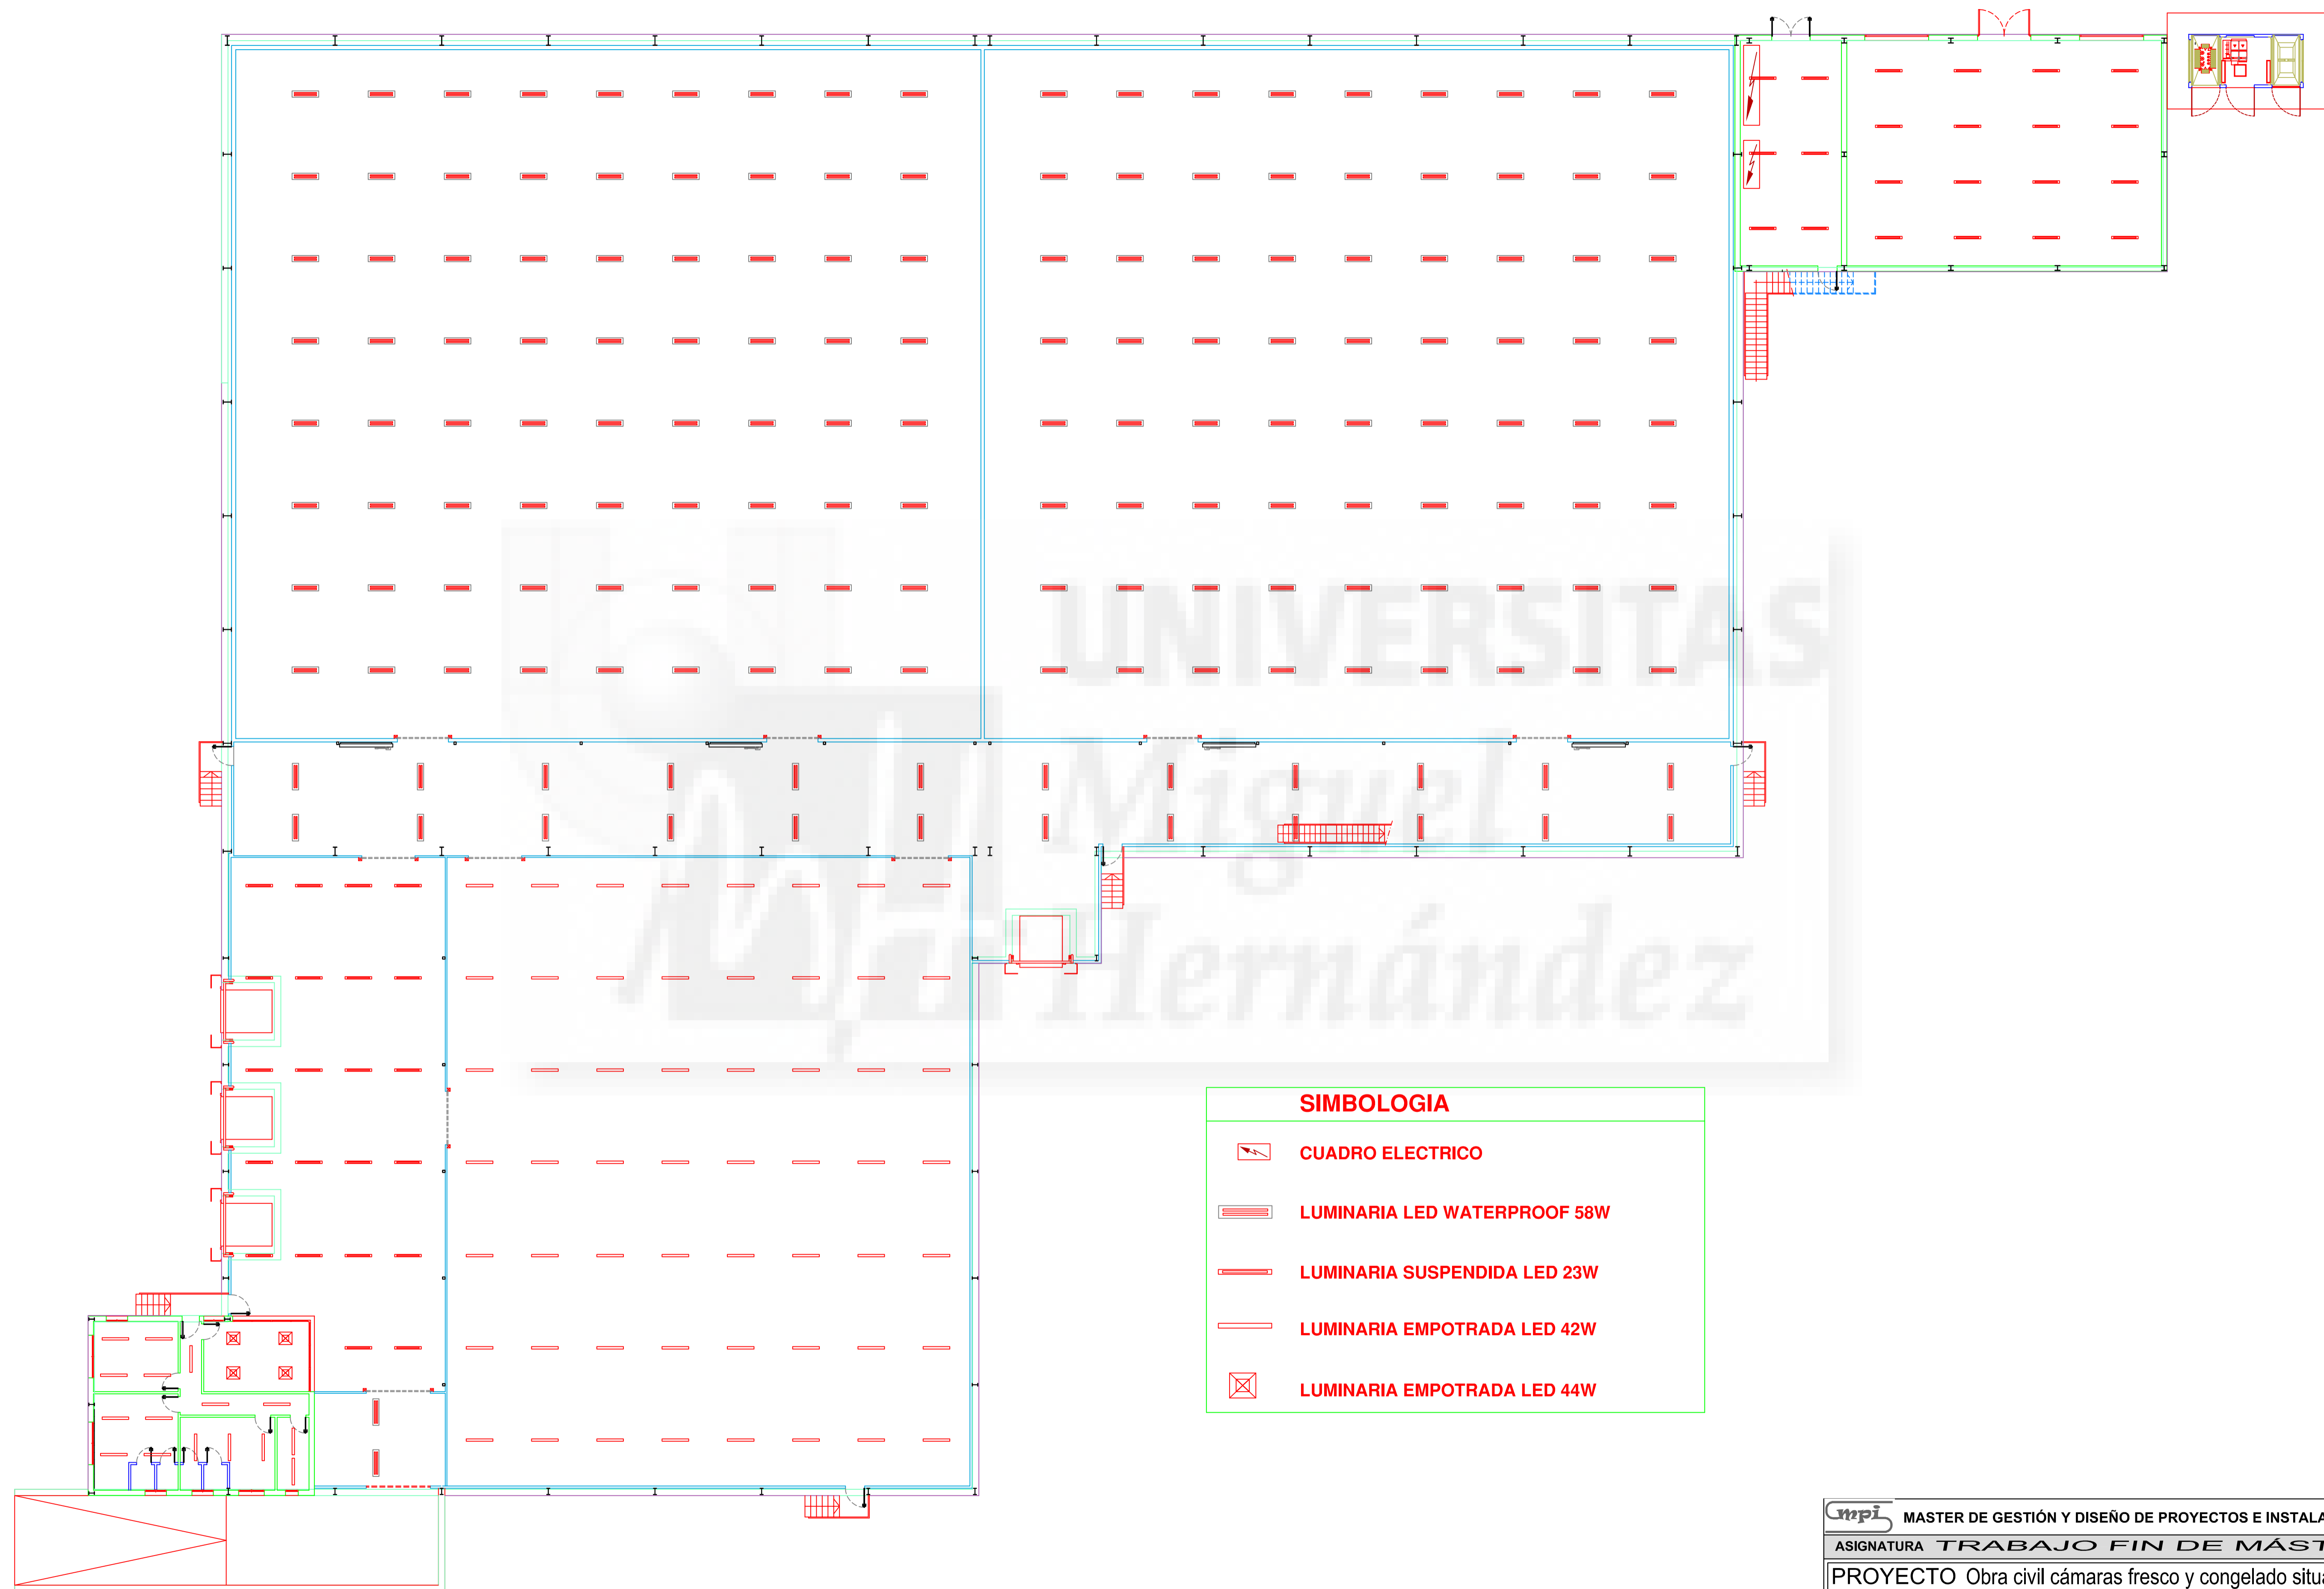 UNIVERSITAS
Miguel
Hernández
SIMBOLOGIA
CUADRO ELECTRICO
LUMINARIA LED WATERPROOF 58W
LUMINARIA SUSPENDIDA LED 23W
LUMINARIA EMPOTRADA LED 42W
LUMINARIA EMPOTRADA LED 44W
mpi MASTER DE GESTIÓN Y DISEÑO DE PROYECTOS E INSTALA
ASIGNATURA TRABAJO FIN DE MÁST
PROYECTO Obra civil cámaras fresco y congelado situa